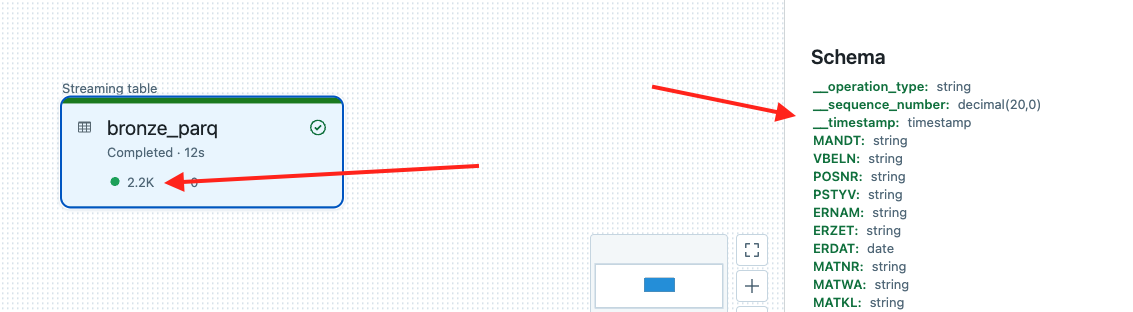 Streaming table
bronze_parq
Completed · 12s
2.2K 0
Schema
__operation_type: string
__sequence_number: decimal(20,0)
__timestamp: timestamp
MANDT: string
VBELN: string
POSNR: string
PSTYV: string
ERNAM: string
ERZET: string
ERDAT: date
MATNR: string
MATWA: string
MATKL: string